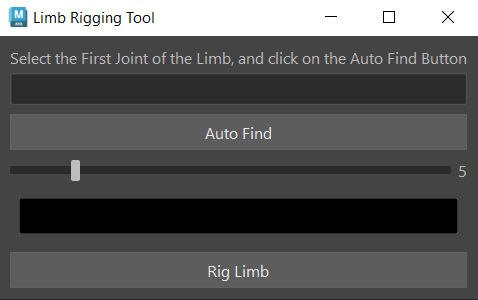 Limb Rigging Tool
Select the First Joint of the Limb, and click on the Auto Find Button
Auto Find
5
Rig Limb